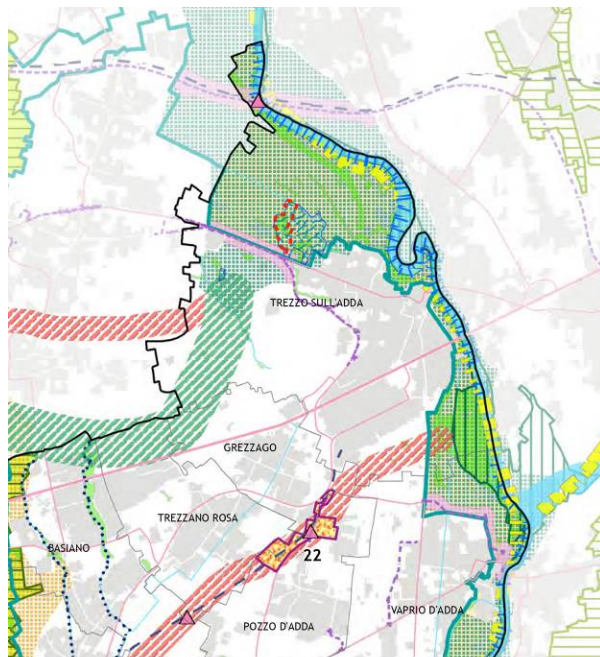 TREZZO SULL'ADDA
GREZZAGO
TREZZANO ROSA
BASIANO
22
VAPRIO D'ADDA
POZZO D'ADDA